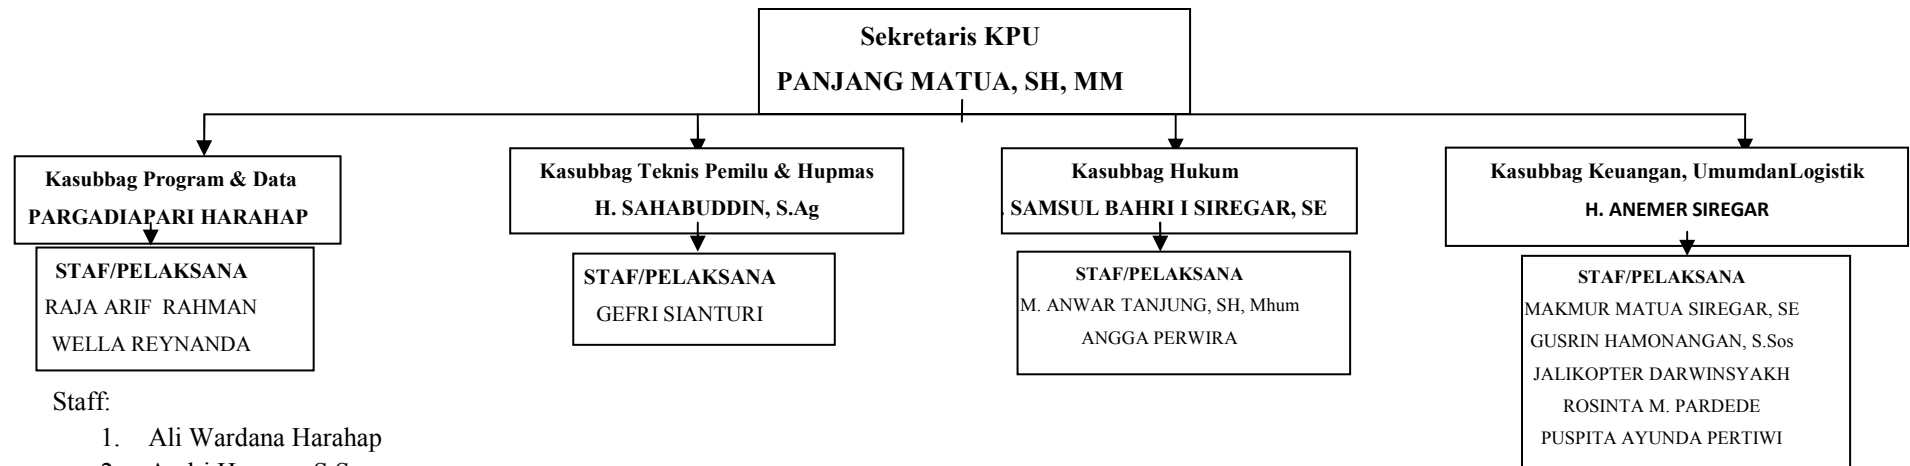 Sekretaris KPU
PANJANG MATUA, SH, MM
Kasubbag Program & Data
PARGADIAPARI HARAHAP
STAF/PELAKSANA
RAJA ARIF RAHMAN
WELLA REYNANDA
Kasubbag Teknis Pemilu & Hupmas
H. SAHABUDDIN, S.Ag
STAF/PELAKSANA
GEFRI SIANTURI
Kasubbag Hukum
. SAMSUL BAHRI I SIREGAR, SE
STAF/PELAKSANA
M. ANWAR TANJUNG, SH, Mhum
ANGGA PERWIRA
Kasubbag Keuangan, UmumdanLogistik
H. ANEMER SIREGAR
STAF/PELAKSANA
MAKMUR MATUA SIREGAR, SE
GUSRIN HAMONANGAN, S.Sos
JALIKOPTER DARWINSYAKH
ROSINTA M. PARDEDE
PUSPITA AYUNDA PERTIWI
Staff:
1. Ali Wardana Harahap